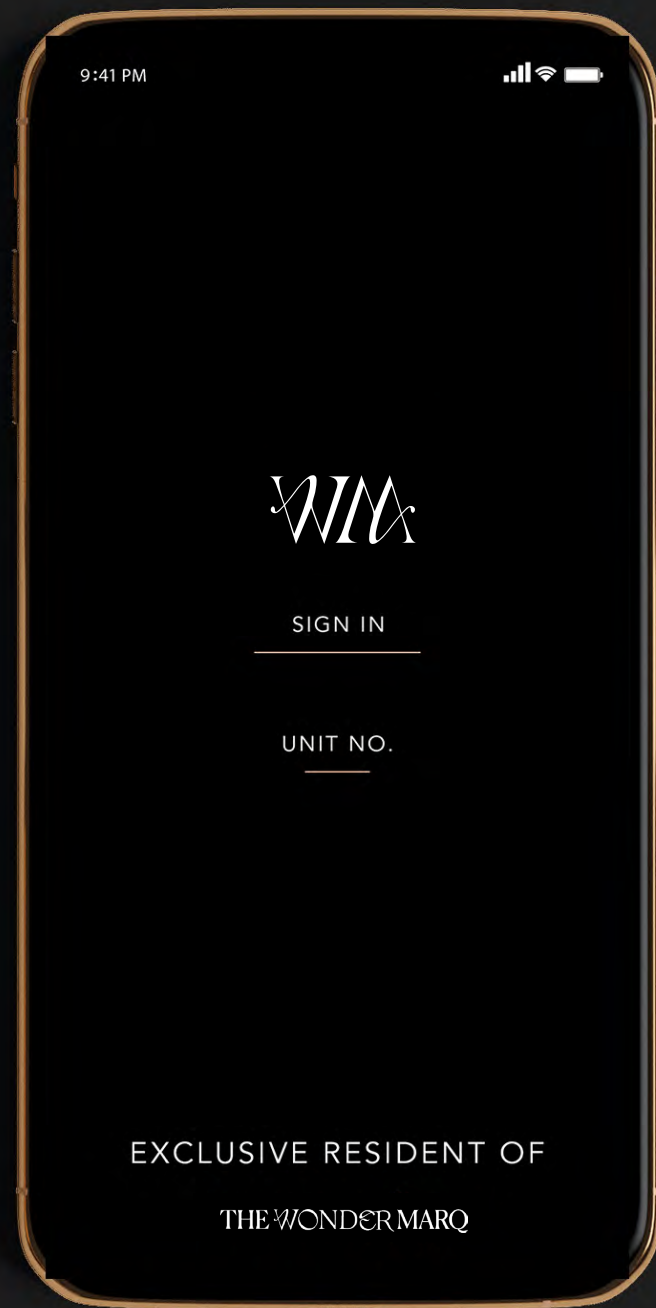 9:41 PM
WM
SIGN IN
UNIT NO.
EXCLUSIVE RESIDENT OF
THE WONDER MARQ